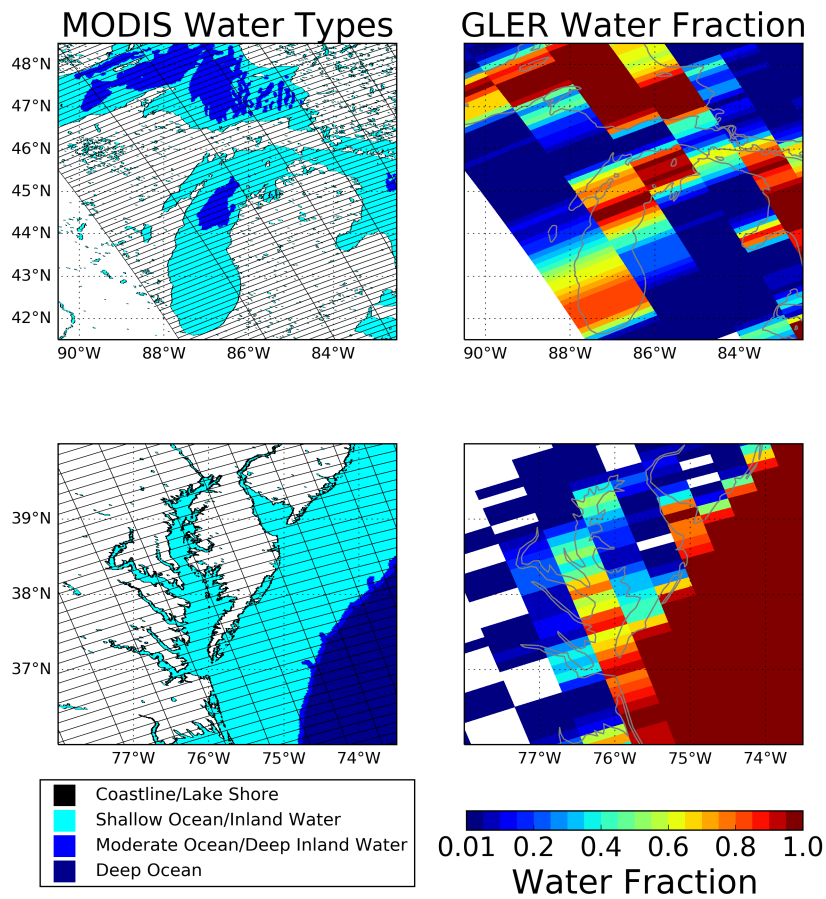 MODIS Water Types
GLER Water Fraction
48°N
47°N
46°N
45°N
44°N
43°N
42°N
90°W 88°W 86°W 84°W
90°W 88°W 86°W 84°W
39°N
38°N
37°N
77°W 76°W 75°W 74°W
77°W 76°W 75°W 74°W
Coastline/Lake Shore
Shallow Ocean/Inland Water
Moderate Ocean/Deep Inland Water
Deep Ocean
0.01 0.2 0.4 0.6 0.8 1.0
Water Fraction